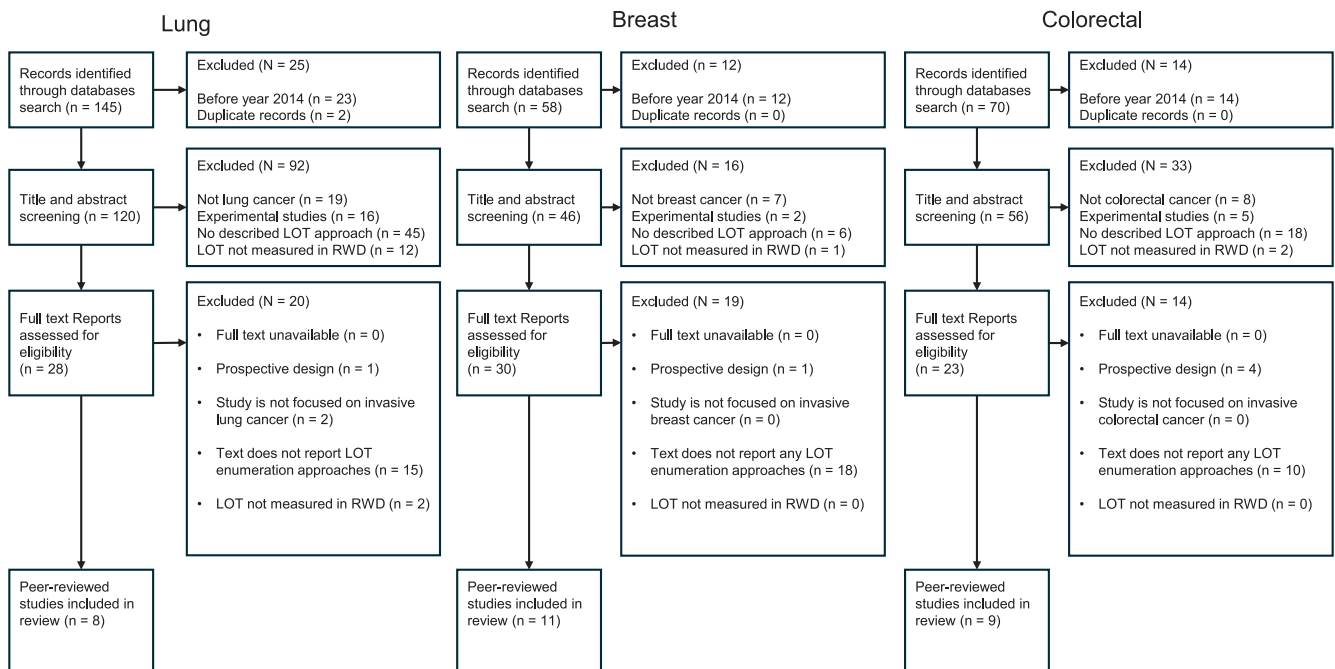 Lung
Records identified
through databases
search (n = 145)
Excluded (N = 25)
Before year 2014 (n = 23)
Duplicate records (n = 2)
Title and abstract
screening (n = 120)
Excluded (N = 92)
Not lung cancer (n = 19)
Experimental studies (n = 16)
No described LOT approach (n = 45)
LOT not measured in RWD (n = 12)
Full text Reports
assessed for
eligibility
(n = 28)
Excluded (N = 20)
• Full text unavailable (n = 0)
• Prospective design (n = 1)
• Study is not focused on invasive
lung cancer (n = 2)
• Text does not report LOT
enumeration approaches (n = 15)
• LOT not measured in RWD (n = 2)
Peer-reviewed
studies included in
review (n = 8)
Breast
Records identified
through databases
search (n = 58)
Excluded (n = 12)
Before year 2014 (n = 12)
Duplicate records (n = 0)
Title and abstract
screening (n = 46)
Excluded (N = 16)
Not breast cancer (n = 7)
Experimental studies (n = 2)
No described LOT approach (n = 6)
LOT not measured in RWD (n = 1)
Full text Reports
assessed for
eligibility
(n = 30)
Excluded (N = 19)
• Full text unavailable (n = 0)
• Prospective design (n = 1)
• Study is not focused on invasive
breast cancer (n = 0)
• Text does not report any LOT
enumeration approaches (n = 18)
• LOT not measured in RWD (n = 0)
Peer-reviewed
studies included in
review (n = 11)
Colorectal
Records identified
through databases
search (n = 70)
Excluded (N = 14)
Before year 2014 (n = 14)
Duplicate records (n = 0)
Title and abstract
screening (n = 56)
Excluded (N = 33)
Not colorectal cancer (n = 8)
Experimental studies (n = 5)
No described LOT approach (n = 18)
LOT not measured in RWD (n = 2)
Full text Reports
assessed for
eligibility
(n = 23)
Excluded (N = 14)
• Full text unavailable (n = 0)
• Prospective design (n = 4)
• Study is not focused on invasive
colorectal cancer (n = 0)
• Text does not report any LOT
enumeration approaches (n = 10)
• LOT not measured in RWD (n = 0)
Peer-reviewed
studies included in
review (n = 9)